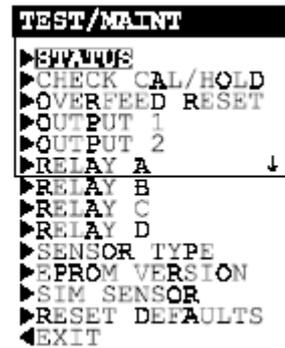 TEST/MAINT
▶STATUS
▶CHECK CAL/HOLD
▶OVERFEED RESET
▶OUTPUT 1
▶OUTPUT 2
▶RELAY A ↓
▶RELAY B
▶RELAY C
▶RELAY D
▶SENSOR TYPE
▶EPROM VERSION
▶SIM SENSOR
▶RESET DEFAULTS
◀EXIT